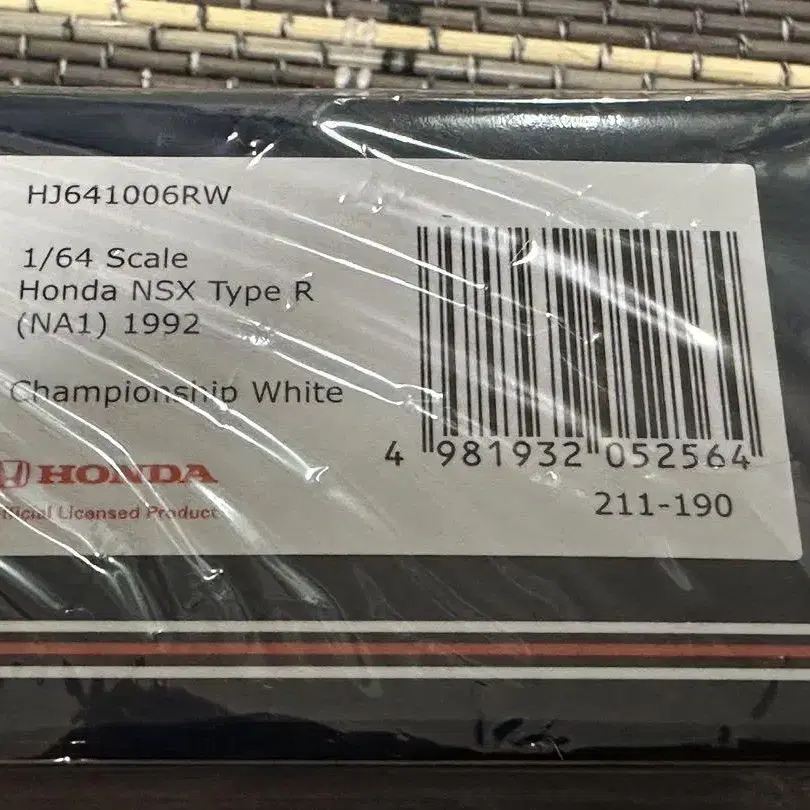 HJ641006RW
1/64 Scale
Honda NSX Type R
(NA1) 1992
Championship White
HONDA
Official Licensed Product
4 981932 052564
211-190